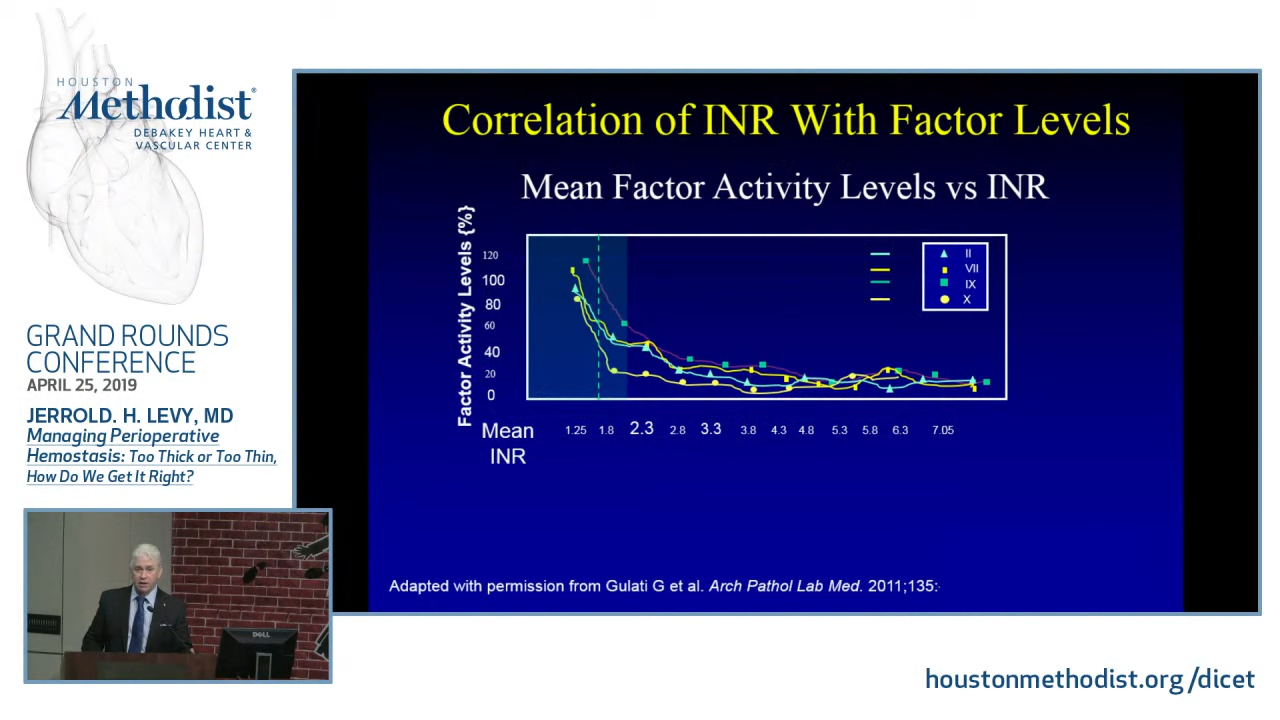 HOUSTON
Methodist®
DEBAKEY HEART &
VASCULAR CENTER
GRAND ROUNDS
CONFERENCE
APRIL 25, 2019
JERROLD. H. LEVY, MD
Managing Perioperative
Hemostasis: Too Thick or Too Thin,
How Do We Get It Right?
Correlation of INR With Factor Levels
Mean Factor Activity Levels vs INR
Factor Activity Levels {%}
120
100
80
60
40
20
0
II
VII
IX
X
Mean
INR
1.25 1.8 2.3 2.8 3.3 3.8 4.3 4.8 5.3 5.8 6.3 7.05
Adapted with permission from Gulati G et al. Arch Pathol Lab Med. 2011;135:
DELL
houstonmethodist.org/dicet